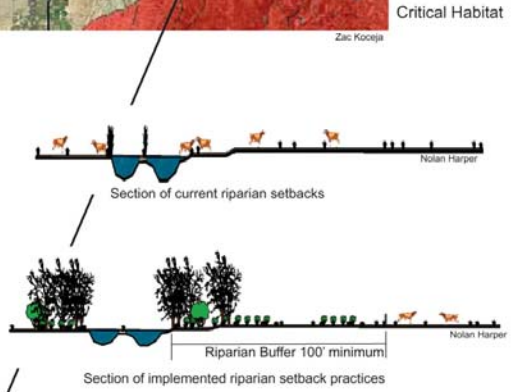 Critical Habitat
Zac Koceja
Nolan Harper
Section of current riparian setbacks
Nolan Harper
Riparian Buffer 100' minimum
Section of implemented riparian setback practices